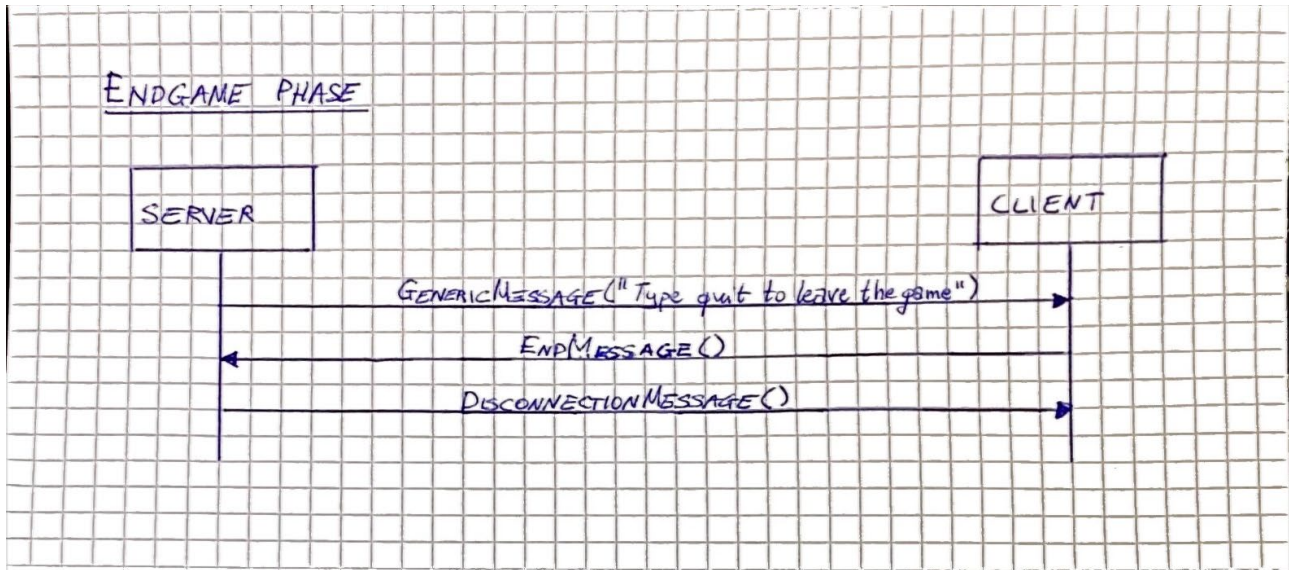 ENDGAME PHASE
SERVER
CLIENT
GENERICMESSAGE("Type quit to leave the game")
ENDMESSAGE()
DISCONNECTIONMESSAGE()